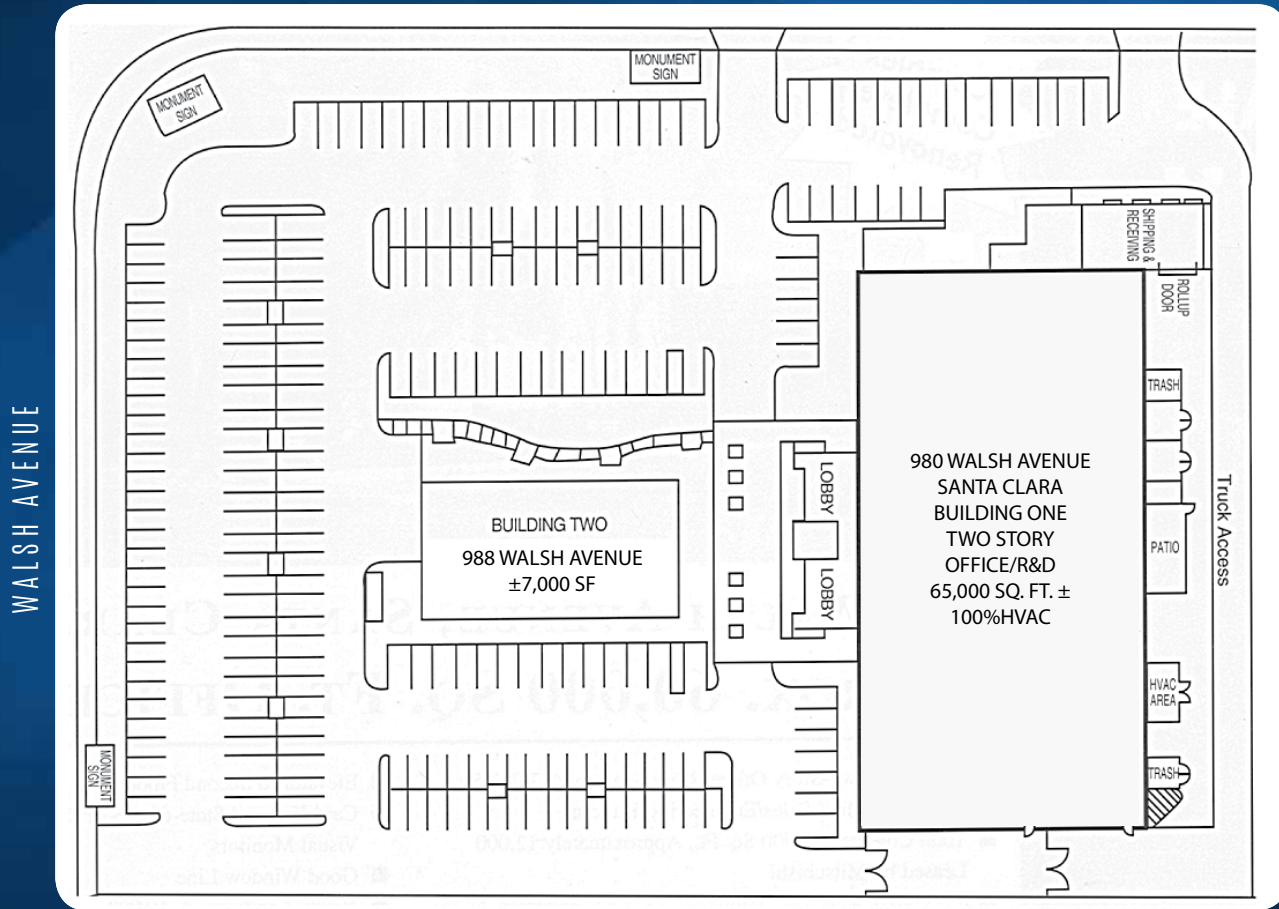 WALSH AVENUE
MONUMENT
SIGN
MONUMENT
SIGN
SHIPPING &
RECEIVING
ROLLUP
DOOR
TRASH
LOBBY
LOBBY
980 WALSH AVENUE
SANTA CLARA
BUILDING ONE
TWO STORY
OFFICE/R&D
65,000 SQ. FT. ±
100%HVAC
BUILDING TWO
988 WALSH AVENUE
±7,000 SF
PATIO
Truck Access
HVAC
AREA
TRASH
MONUMENT
SIGN